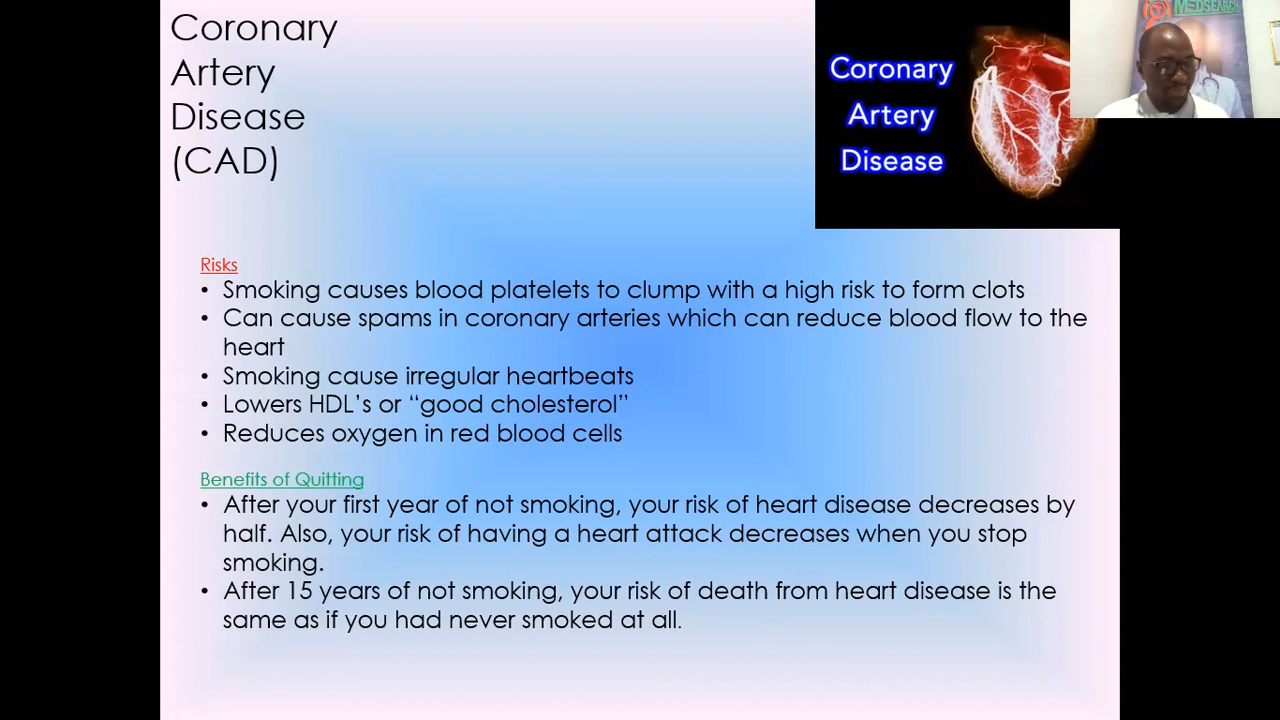 Coronary
Artery
Disease
(CAD)
Coronary
Artery
Disease
MEDSEARCH
Risks
• Smoking causes blood platelets to clump with a high risk to form clots
• Can cause spams in coronary arteries which can reduce blood flow to the
heart
• Smoking cause irregular heartbeats
• Lowers HDL’s or “good cholesterol”
• Reduces oxygen in red blood cells
Benefits of Quitting
• After your first year of not smoking, your risk of heart disease decreases by
half. Also, your risk of having a heart attack decreases when you stop
smoking.
• After 15 years of not smoking, your risk of death from heart disease is the
same as if you had never smoked at all.